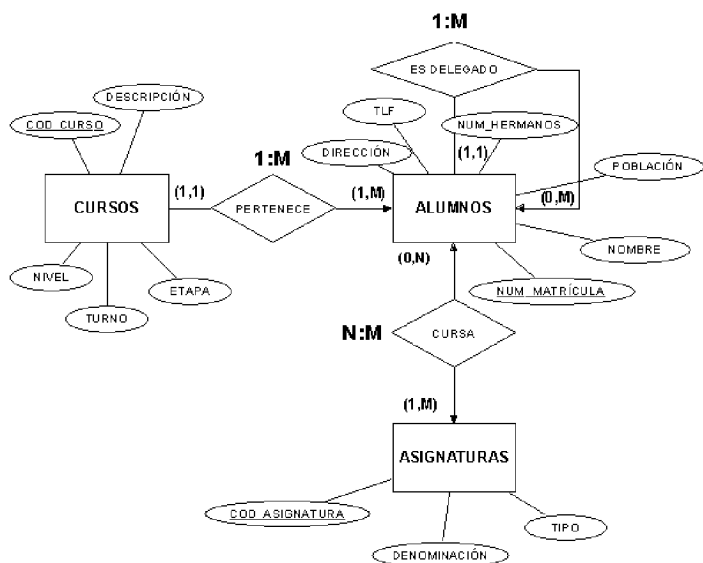 1:M
ES DELEGADO
DESCRIPCIÓN
COD_CURSO
TLF
NUM_HERMANOS
DIRECCIÓN
(1,1)
POBLACIÓN
1:M
(1,1)
CURSOS
PERTENECE
(1,M)
ALUMNOS
(0,M)
NIVEL
ETAPA
TURNO
(0,N)
NOMBRE
NUM_MATRÍCULA
N:M
CURSA
(1,M)
ASIGNATURAS
COD_ASIGNATURA
TIPO
DENOMINACIÓN